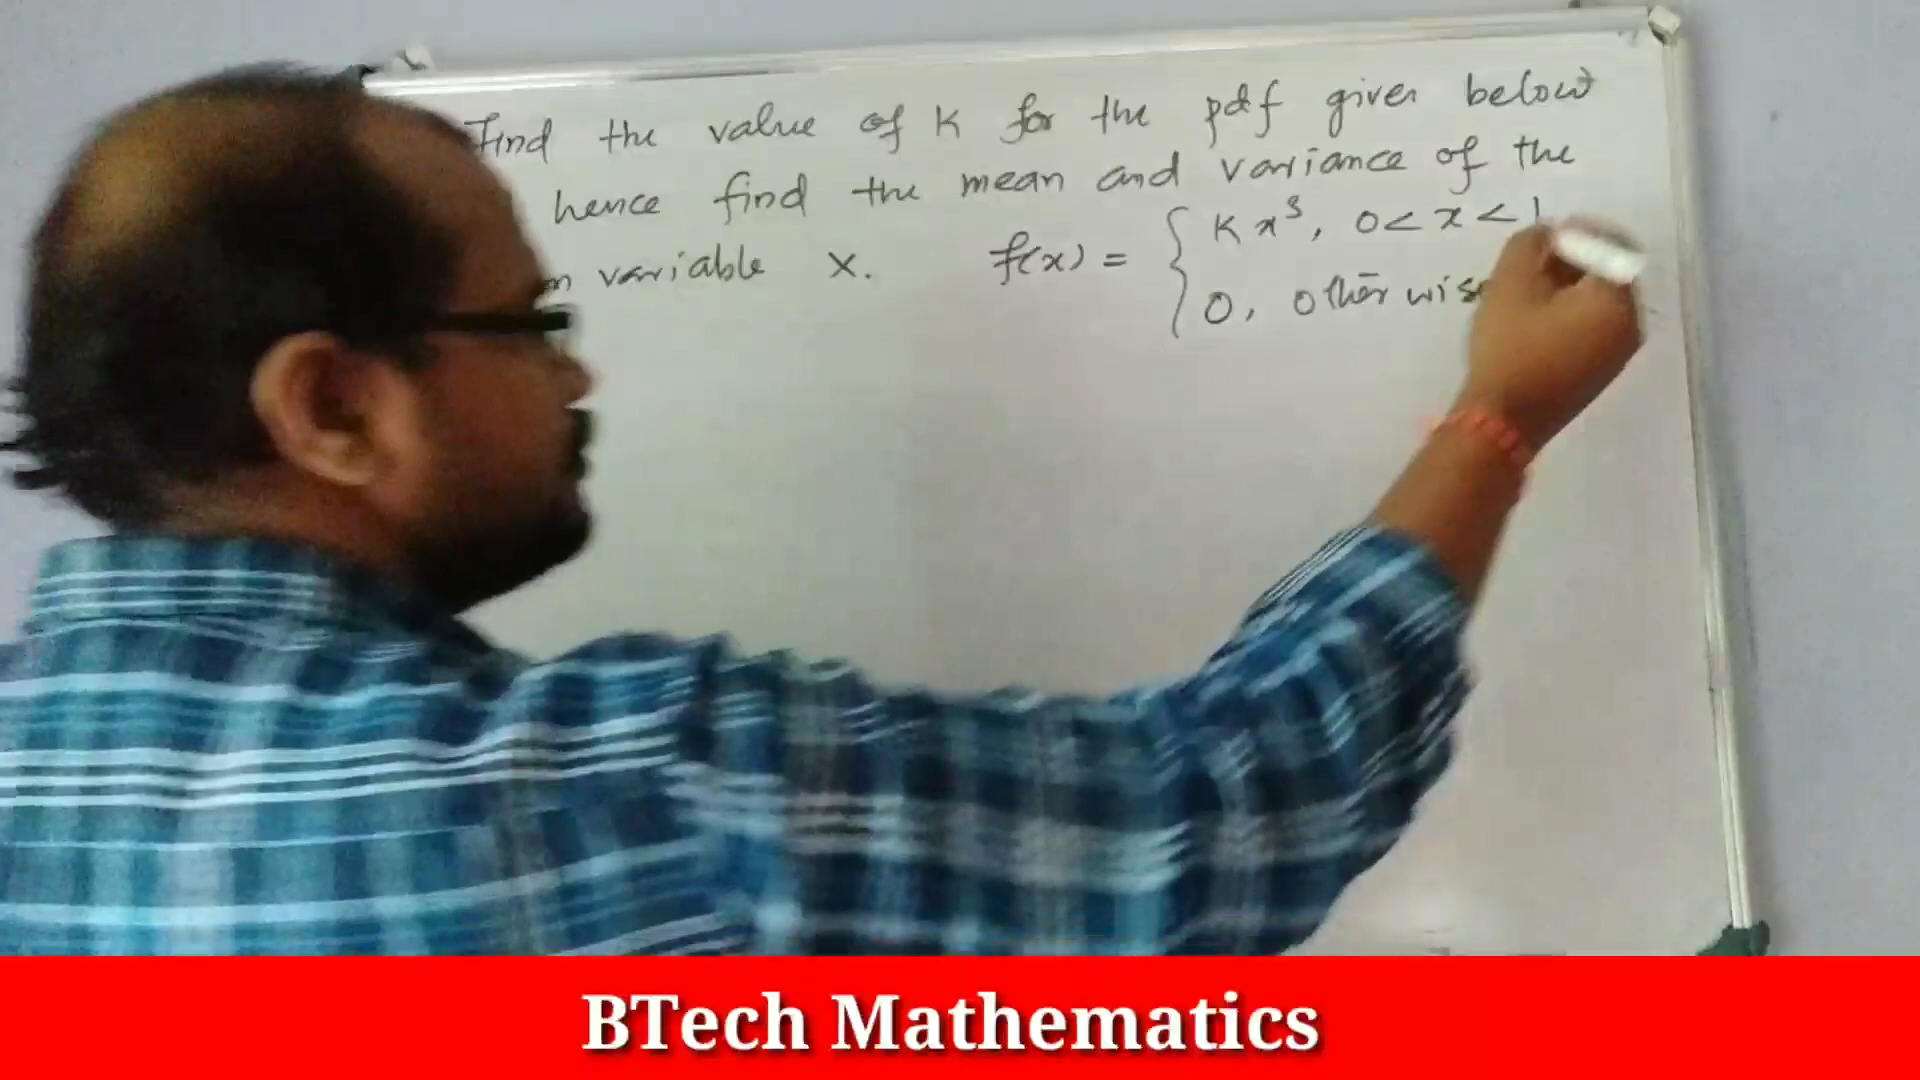 Find the value of K for the pdf given below
hence find the mean and variance of the
variable X. f(x) = { Kx³, 0<x<1
0, otherwise
BTech Mathematics